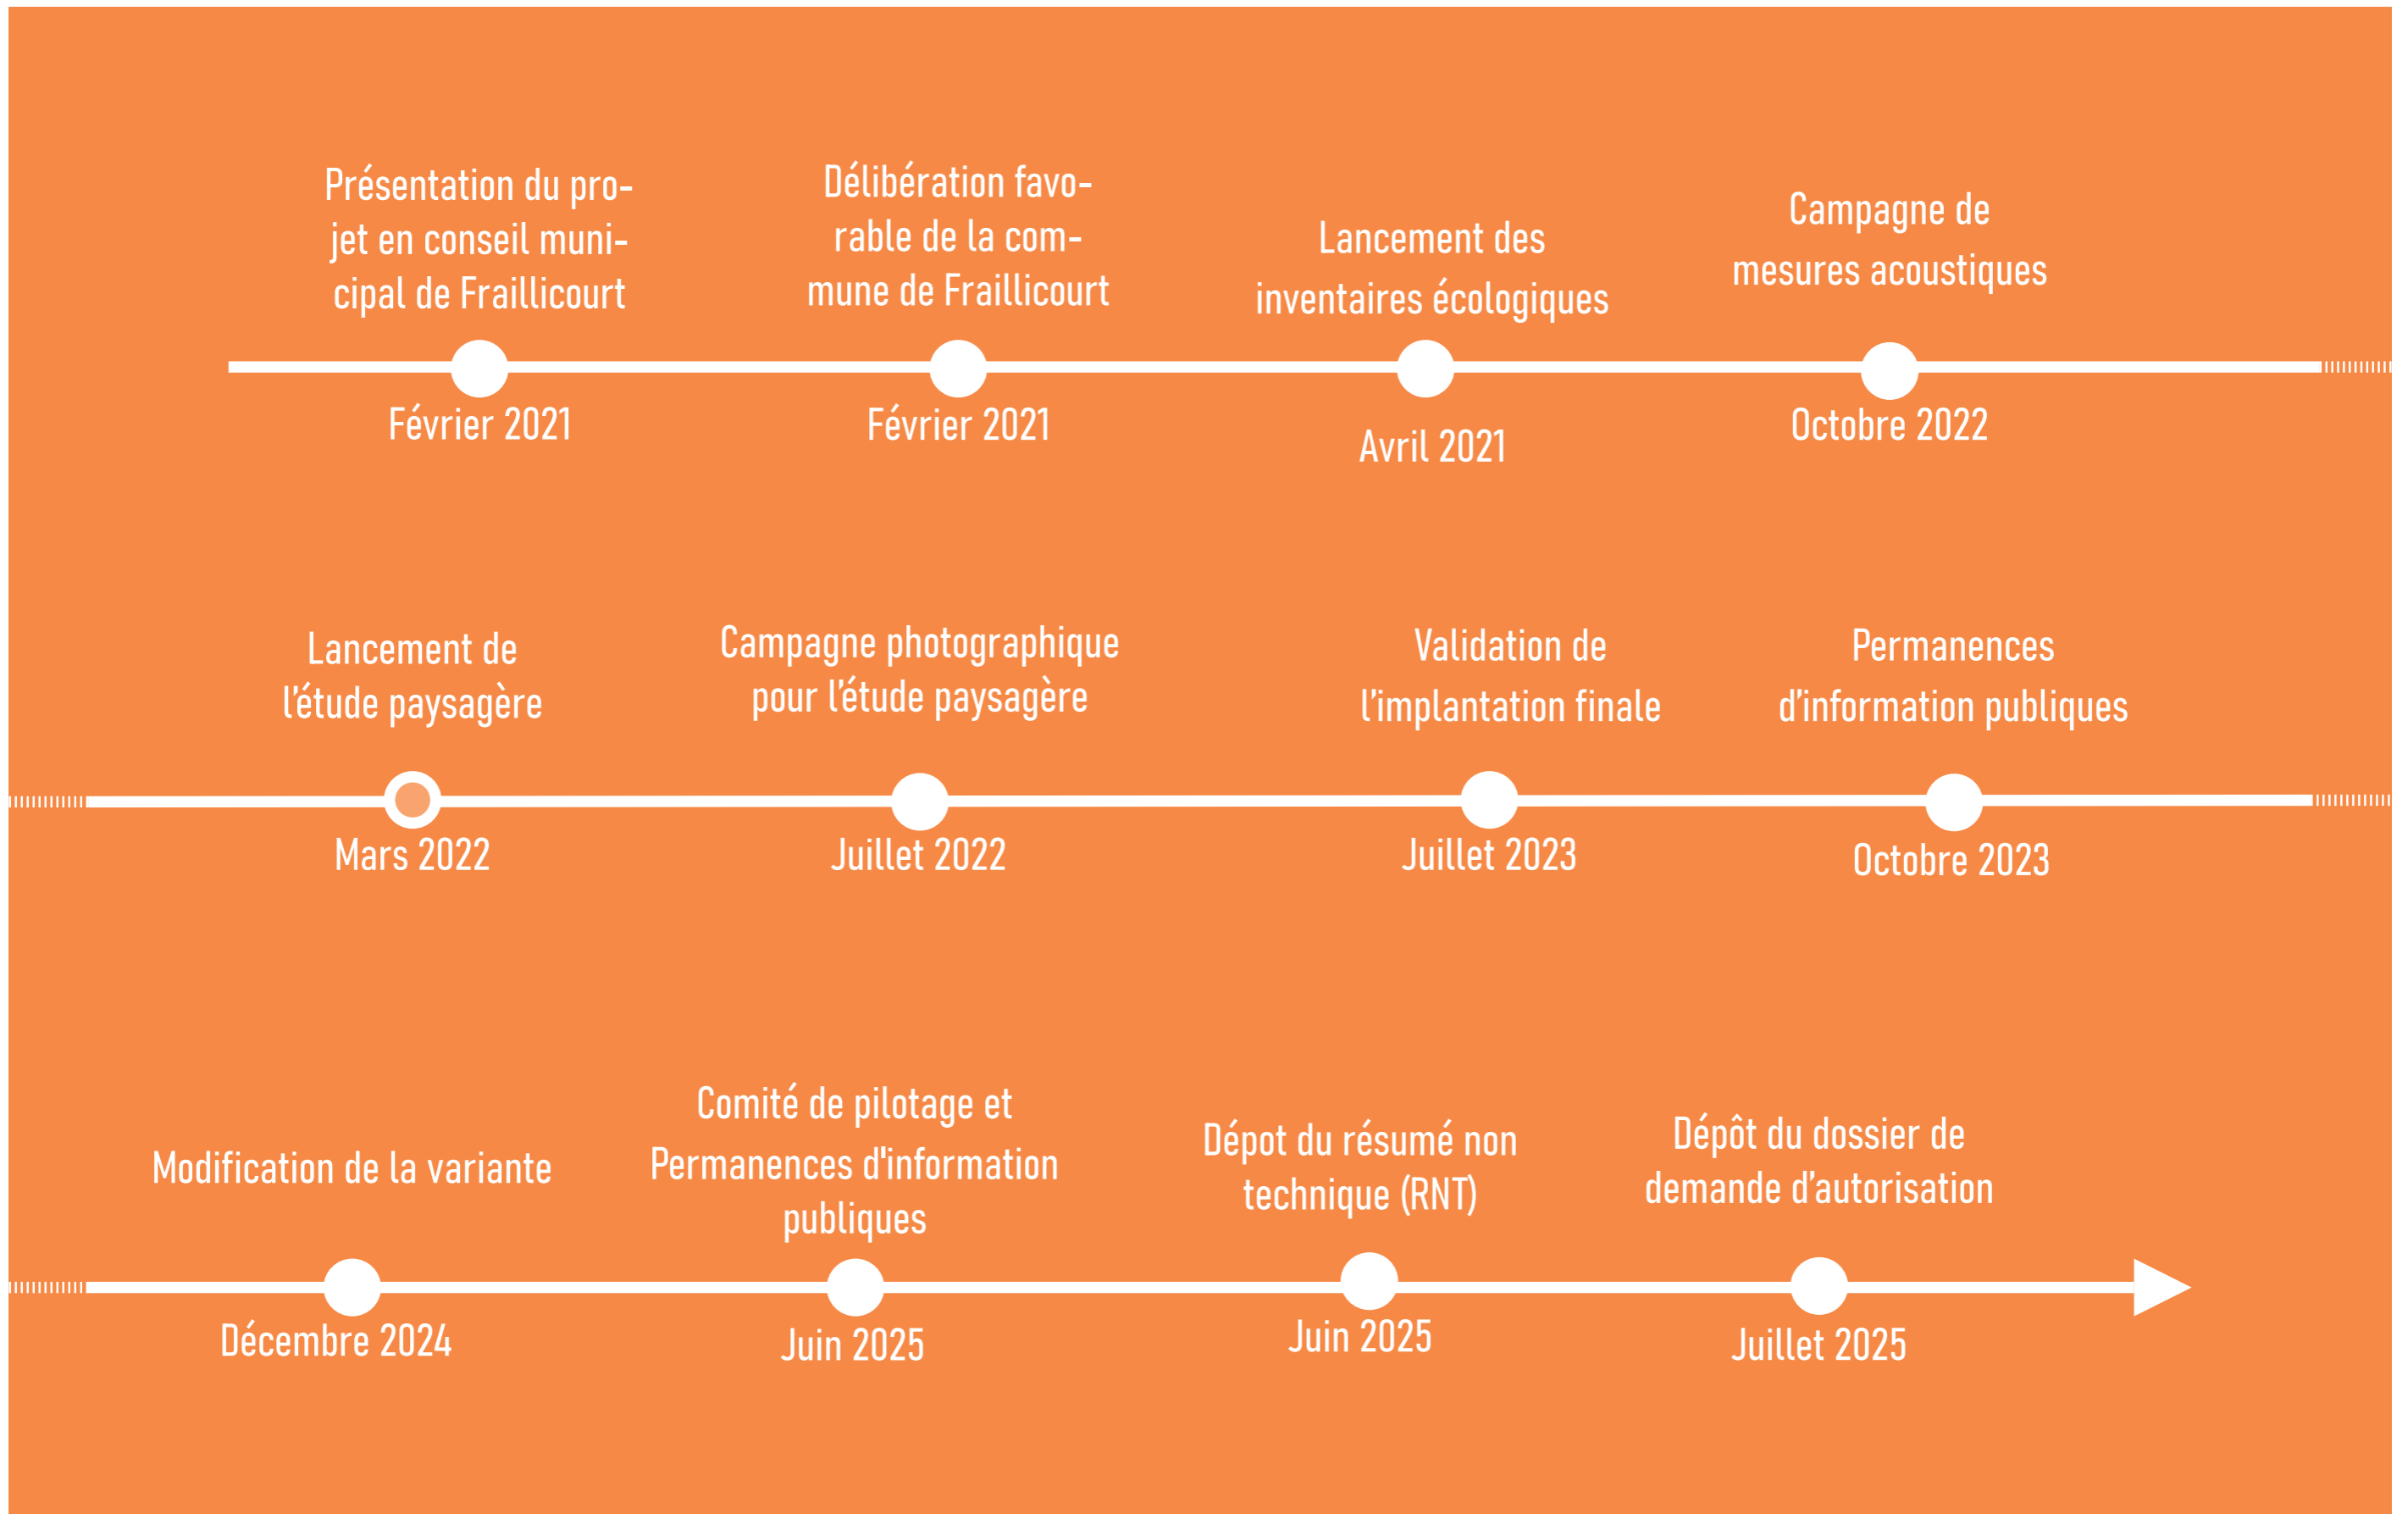 Présentation du pro-
jet en conseil muni-
cipal de Fraillicourt
Février 2021
Délibération favo-
rable de la com-
mune de Fraillicourt
Février 2021
Lancement des
inventaires écologiques
Avril 2021
Campagne de
mesures acoustiques
Octobre 2022
Lancement de
l’étude paysagère
Mars 2022
Campagne photographique
pour l’étude paysagère
Juillet 2022
Validation de
l’implantation finale
Juillet 2023
Permanences
d’information publiques
Octobre 2023
Modification de la variante
Décembre 2024
Comité de pilotage et
Permanences d'information
publiques
Juin 2025
Dépot du résumé non
technique (RNT)
Juin 2025
Dépôt du dossier de
demande d’autorisation
Juillet 2025